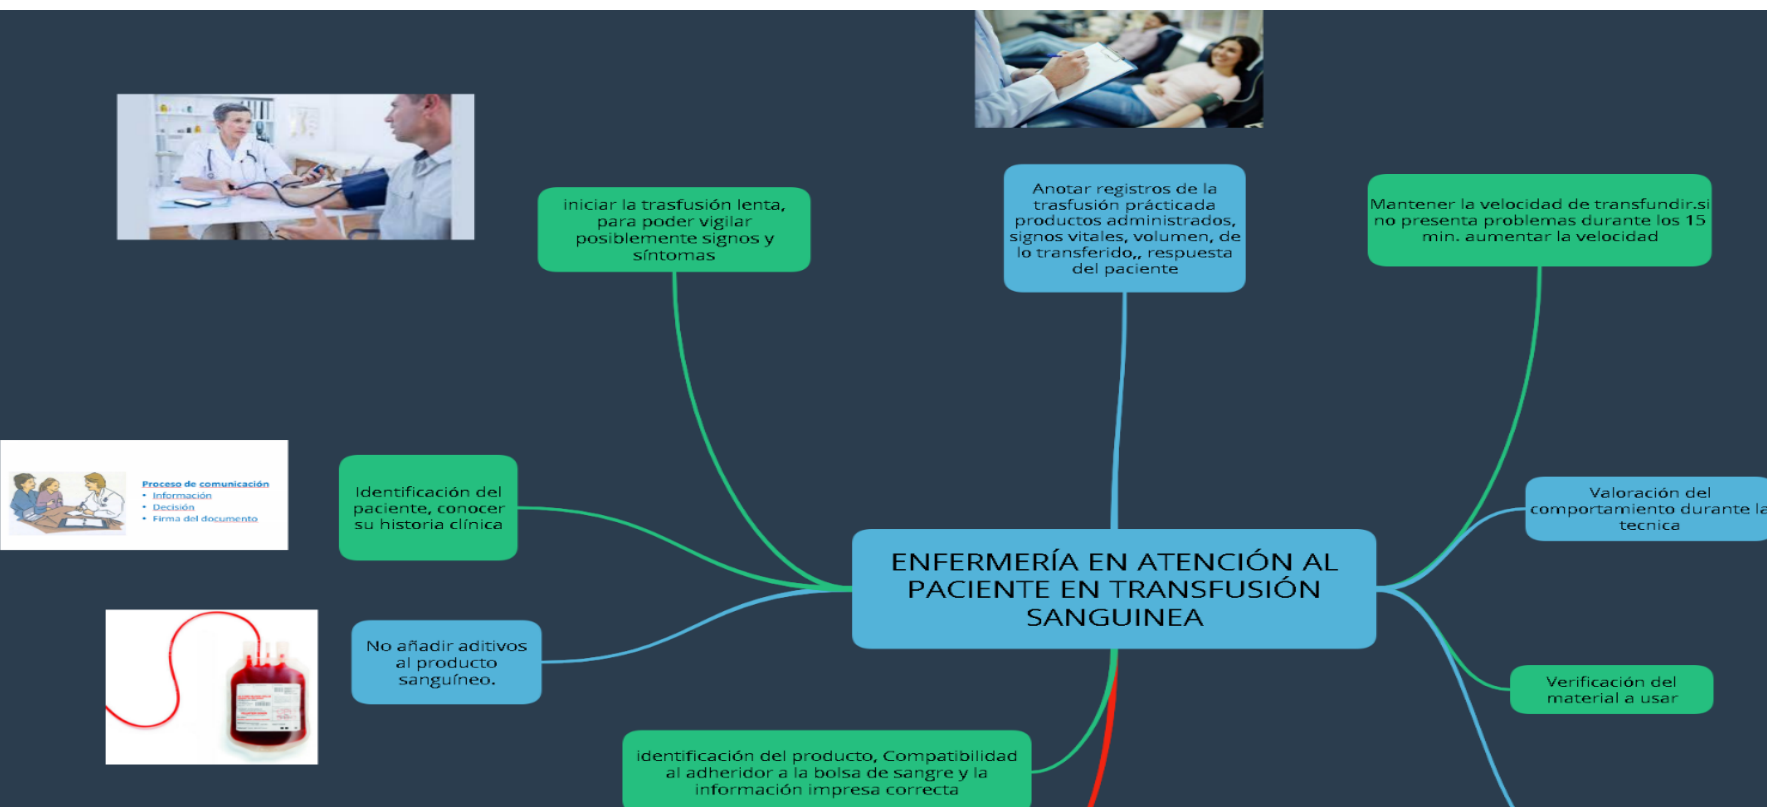 Anotar registros de la
trasfusión prácticada
productos administrados,
signos vitales, volumen, de
lo transferido,, respuesta
del paciente
iniciar la trasfusión lenta,
para poder vigilar
posiblemente signos y
síntomas
Mantener la velocidad de transfundir.si
no presenta problemas durante los 15
min. aumentar la velocidad
Proceso de comunicación
• Información
• Decisión
• Firma del documento
Identificación del
paciente, conocer
su historia clínica
Valoración del
comportamiento durante la
tecnica
ENFERMERÍA EN ATENCIÓN AL
PACIENTE EN TRANSFUSIÓN
SANGUINEA
No añadir aditivos
al producto
sanguíneo.
Verificación del
material a usar
identificación del producto, Compatibilidad
al adheridor a la bolsa de sangre y la
información impresa correcta